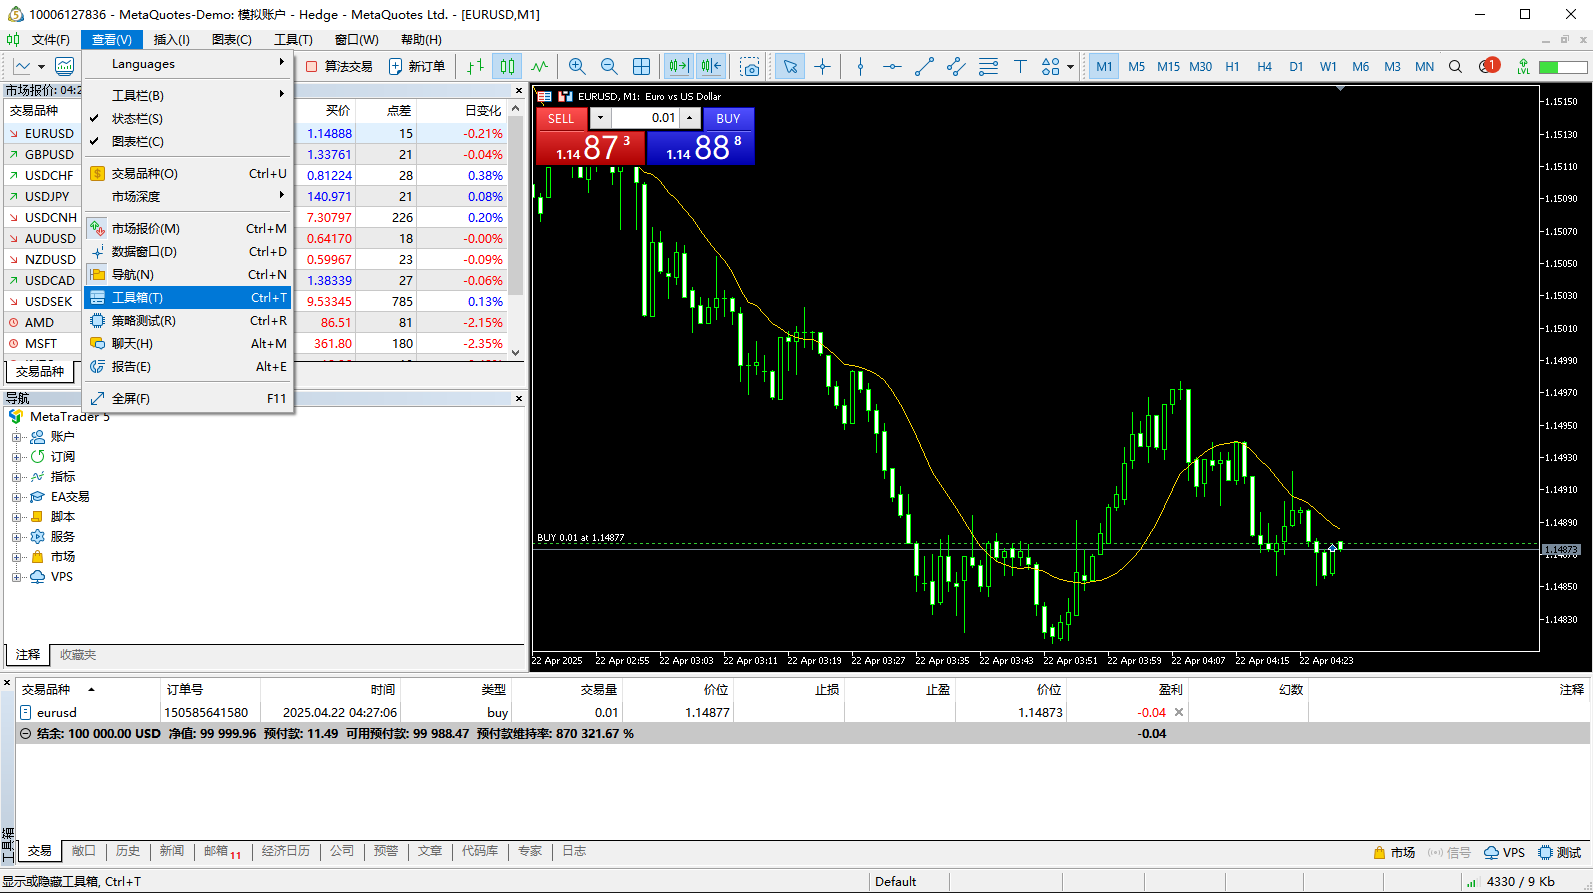 10006127836 - MetaQuotes-Demo: 模拟账户 - Hedge - MetaQuotes Ltd. - [EURUSD,M1]
文件(F) 查看(V) 插入(I) 图表(C) 工具(T) 窗口(W) 帮助(H)
算法交易 新订单 M1 M5 M15 M30 H1 H4 D1 W1 M6 M3 MN 1 LVL
Languages
工具栏(B)
状态栏(S)
图表栏(C)
交易品种(O) Ctrl+U
市场深度
市场报价(M) Ctrl+M
数据窗口(D) Ctrl+D
导航(N) Ctrl+N
工具箱(T) Ctrl+T
策略测试(R) Ctrl+R
聊天(H) Alt+M
报告(E) Alt+E
全屏(F) F11
市场报价: 04:2
交易品种 买价 点差 日变化
EURUSD 1.14888 15 -0.21%
GBPUSD 1.33761 21 -0.04%
USDCHF 0.81224 28 0.38%
USDJPY 140.971 21 0.08%
USDCNH 7.30797 226 0.20%
AUDUSD 0.64170 18 -0.00%
NZDUSD 0.59967 23 -0.09%
USDCAD 1.38339 27 -0.06%
USDSEK 9.53345 785 0.13%
AMD 86.51 81 -2.15%
MSFT 361.80 180 -2.35%
交易品种
导航
MetaTrader 5
账户
订阅
指标
EA交易
脚本
服务
市场
VPS
注释 收藏夹
EURUSD, M1: Euro vs US Dollar
SELL 0.01 BUY
1.14 87 3 1.14 88 8
BUY 0.01 at 1.14877
1.15150
1.15130
1.15110
1.15090
1.15070
1.15050
1.15030
1.15010
1.14990
1.14970
1.14950
1.14930
1.14910
1.14890
1.14873
1.14850
1.14830
22 Apr 2025 22 Apr 02:55 22 Apr 03:03 22 Apr 03:11 22 Apr 03:19 22 Apr 03:27 22 Apr 03:35 22 Apr 03:43 22 Apr 03:51 22 Apr 03:59 22 Apr 04:07 22 Apr 04:15 22 Apr 04:23
交易品种 订单号 时间 类型 交易量 价位 止损 止盈 价位 盈利 幻数 注释
eurusd 150585641580 2025.04.22 04:27:06 buy 0.01 1.14877 1.14873 -0.04
结余: 100 000.00 USD 净值: 99 999.96 预付款: 11.49 可用预付款: 99 988.47 预付款维持率: 870 321.67 % -0.04
工具箱
交易 敞口 历史 新闻 邮箱 11 经济日历 公司 预警 文章 代码库 专家 日志 市场 信号 VPS 测试
显示或隐藏工具箱, Ctrl+T Default 4330 / 9 Kb